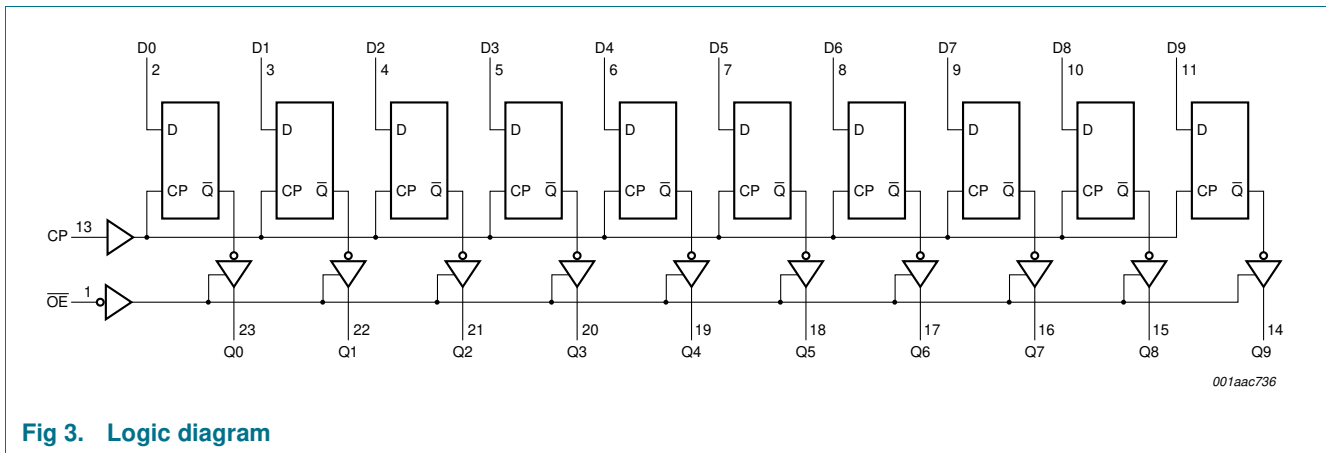 D0 D1 D2 D3 D4 D5 D6 D7 D8 D9
2 3 4 5 6 7 8 9 10 11
D D D D D D D D D D
CP Q̅ CP Q̅ CP Q̅ CP Q̅ CP Q̅ CP Q̅ CP Q̅ CP Q̅ CP Q̅ CP Q̅
CP 13
O̅E̅ 1
23 22 21 20 19 18 17 16 15 14
Q0 Q1 Q2 Q3 Q4 Q5 Q6 Q7 Q8 Q9
001aac736
Fig 3. Logic diagram